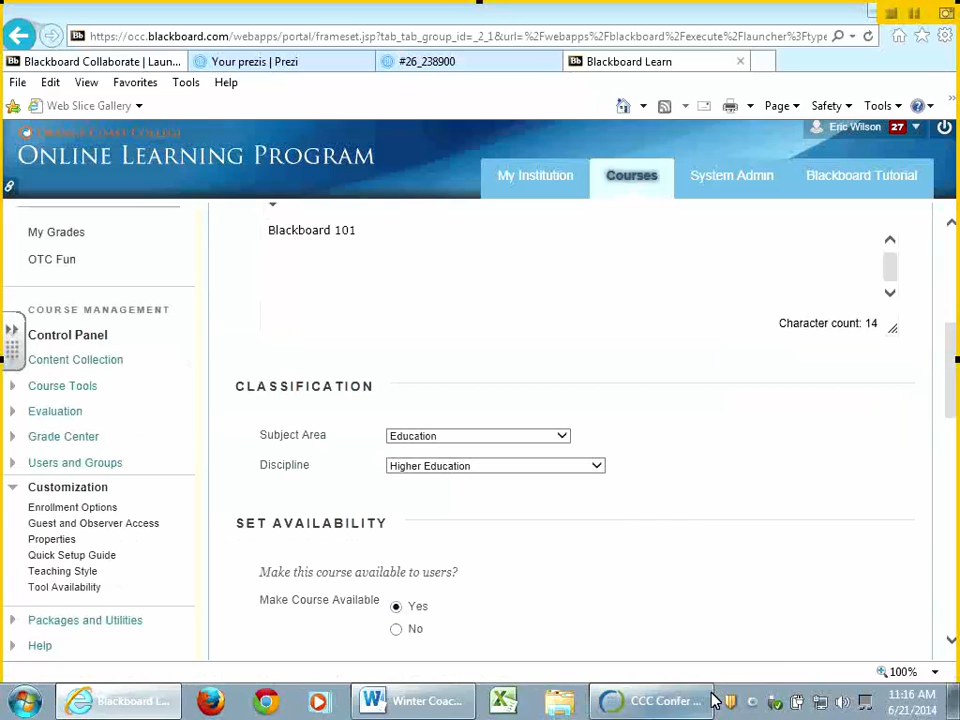 https://occ.blackboard.com/webapps/portal/frameset.jsp?tab_tab_group_id=_2_1&url=%2Fwebapps%2Fblackboard%2Fexecute%2Flauncher%3Ftype
Blackboard Collaborate | Laun...
Your prezis | Prezi
#26_238900
Blackboard Learn
File Edit View Favorites Tools Help
Web Slice Gallery
Page Safety Tools
ORANGE COAST COLLEGE
ONLINE LEARNING PROGRAM
Eric Wilson 27
My Institution
Courses
System Admin
Blackboard Tutorial
My Grades
OTC Fun
COURSE MANAGEMENT
Control Panel
Content Collection
Course Tools
Evaluation
Grade Center
Users and Groups
Customization
Enrollment Options
Guest and Observer Access
Properties
Quick Setup Guide
Teaching Style
Tool Availability
Packages and Utilities
Help
Blackboard 101
Character count: 14
CLASSIFICATION
Subject Area Education
Discipline Higher Education
SET AVAILABILITY
Make this course available to users?
Make Course Available Yes
No
100%
Blackboard L...
Winter Coac...
CCC Confer ...
11:16 AM
6/21/2014